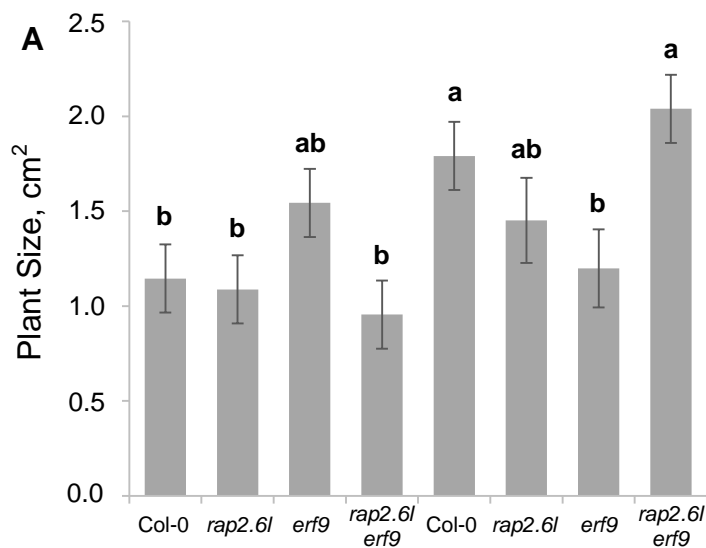 A
Plant Size, cm²
2.5
2.0
1.5
1.0
0.5
0.0
b
b
ab
b
a
ab
b
a
Col-0
rap2.6l
erf9
rap2.6l
erf9
Col-0
rap2.6l
erf9
rap2.6l
erf9